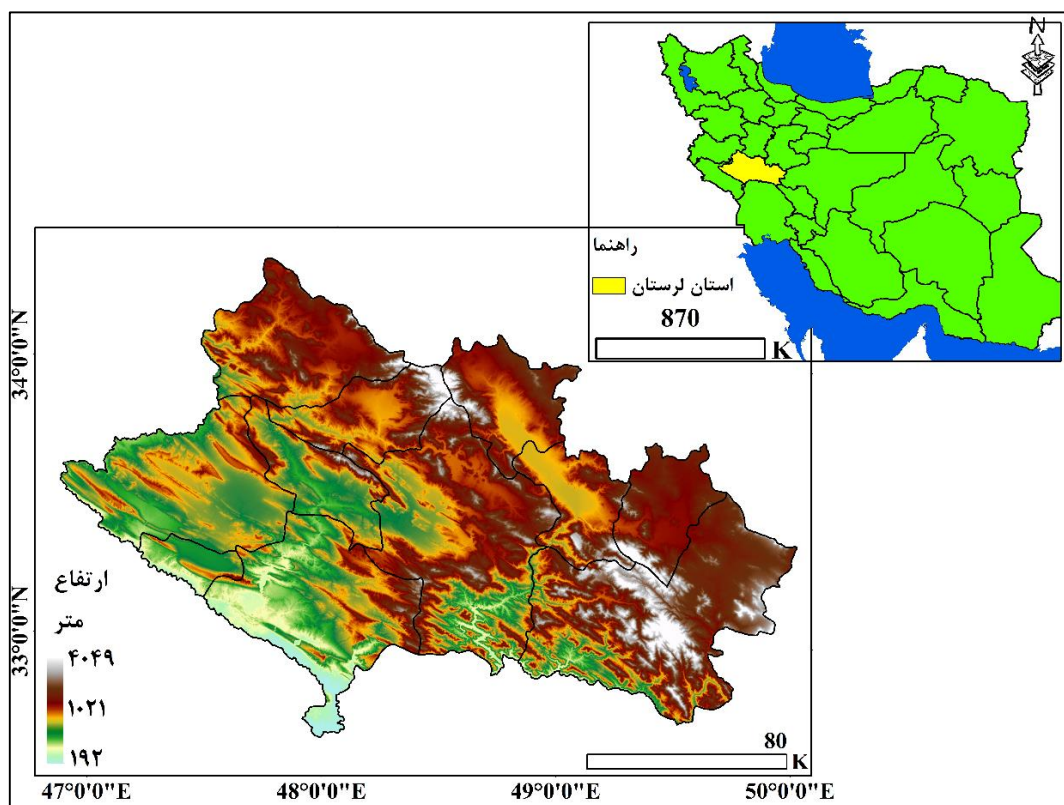 N
راهنما
استان لرستان
870
K
34°0'0"N
33°0'0"N
ارتفاع
متر
۴۰۴۹
۱۰۲۱
۱۹۲
80
K
47°0'0"E
48°0'0"E
49°0'0"E
50°0'0"E